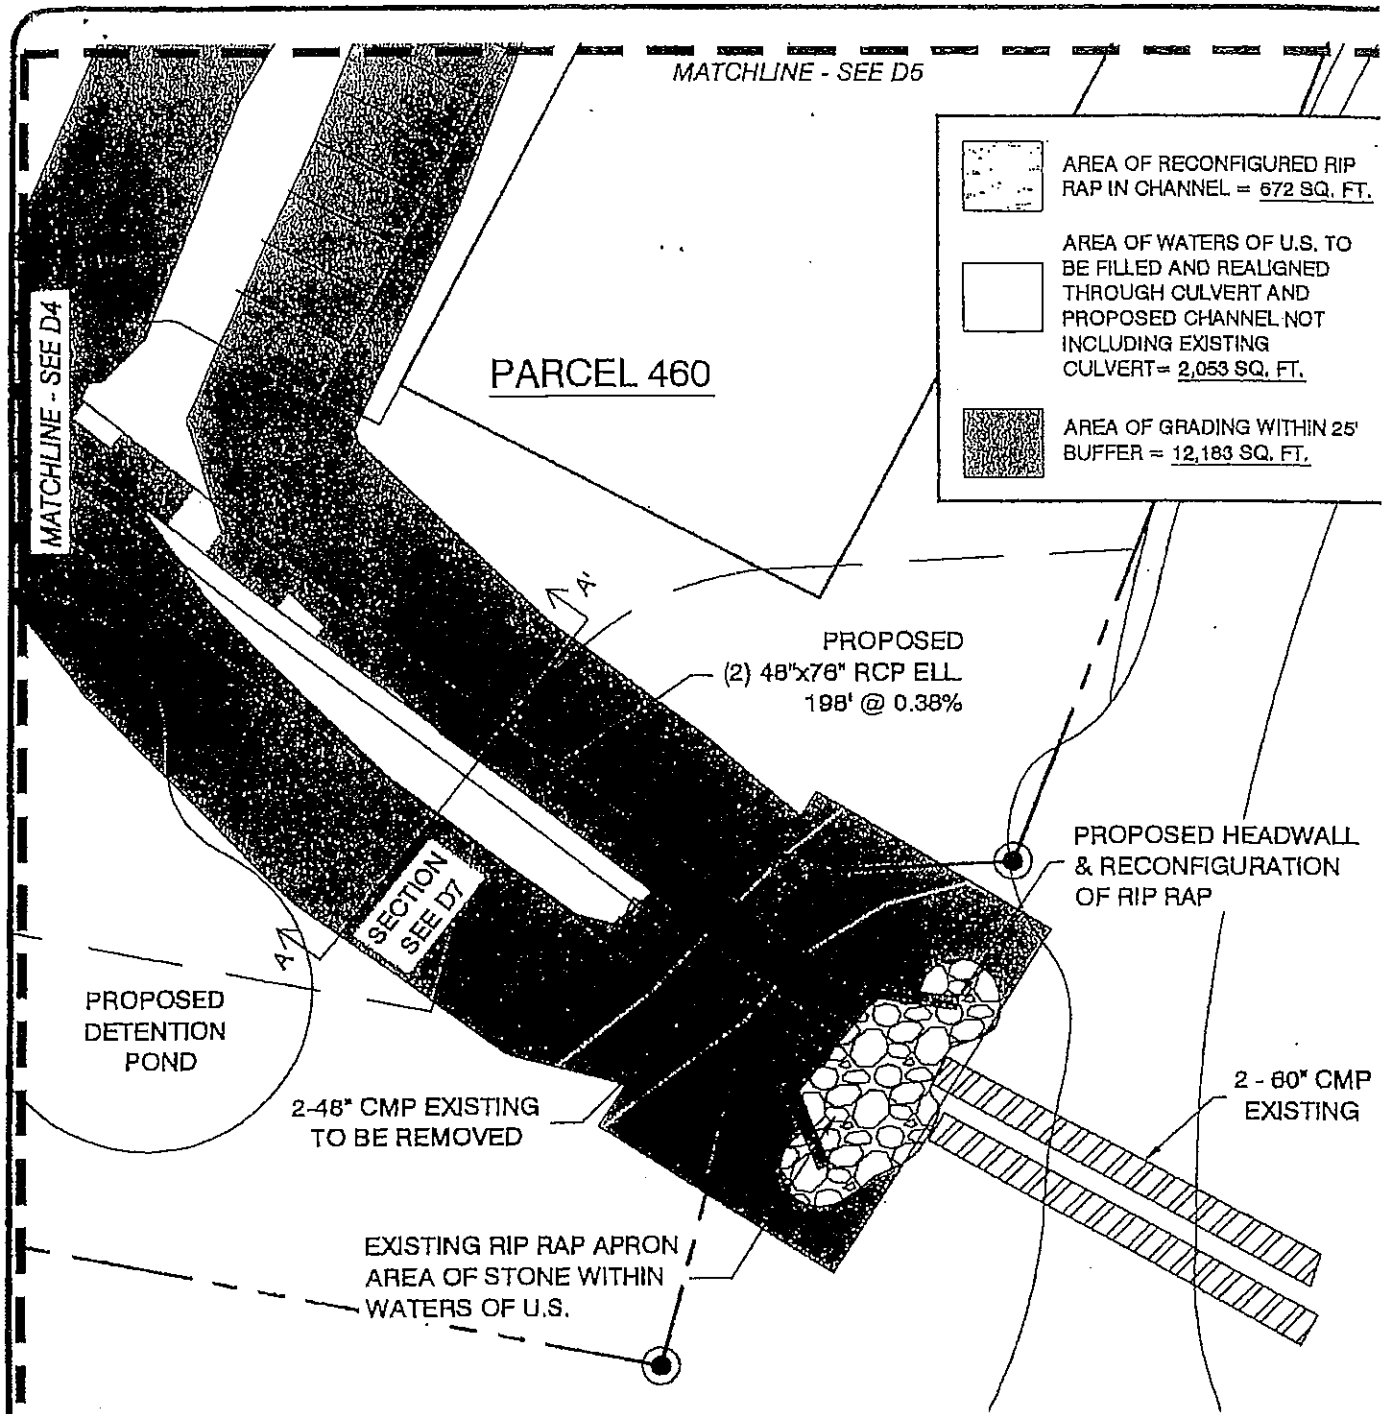 MATCHLINE - SEE D5
AREA OF RECONFIGURED RIP
RAP IN CHANNEL = 672 SQ. FT.
AREA OF WATERS OF U.S. TO
BE FILLED AND REALIGNED
THROUGH CULVERT AND
PROPOSED CHANNEL NOT
INCLUDING EXISTING
CULVERT= 2,053 SQ. FT.
AREA OF GRADING WITHIN 25'
BUFFER = 12,183 SQ. FT.
MATCHLINE - SEE D4
PARCEL 460
A'
PROPOSED
(2) 48"x76" RCP ELL.
198' @ 0.38%
PROPOSED HEADWALL
& RECONFIGURATION
OF RIP RAP
SECTION
SEE D7
A
PROPOSED
DETENTION
POND
2-48" CMP EXISTING
TO BE REMOVED
2 - 60" CMP
EXISTING
EXISTING RIP RAP APRON
AREA OF STONE WITHIN
WATERS OF U.S.